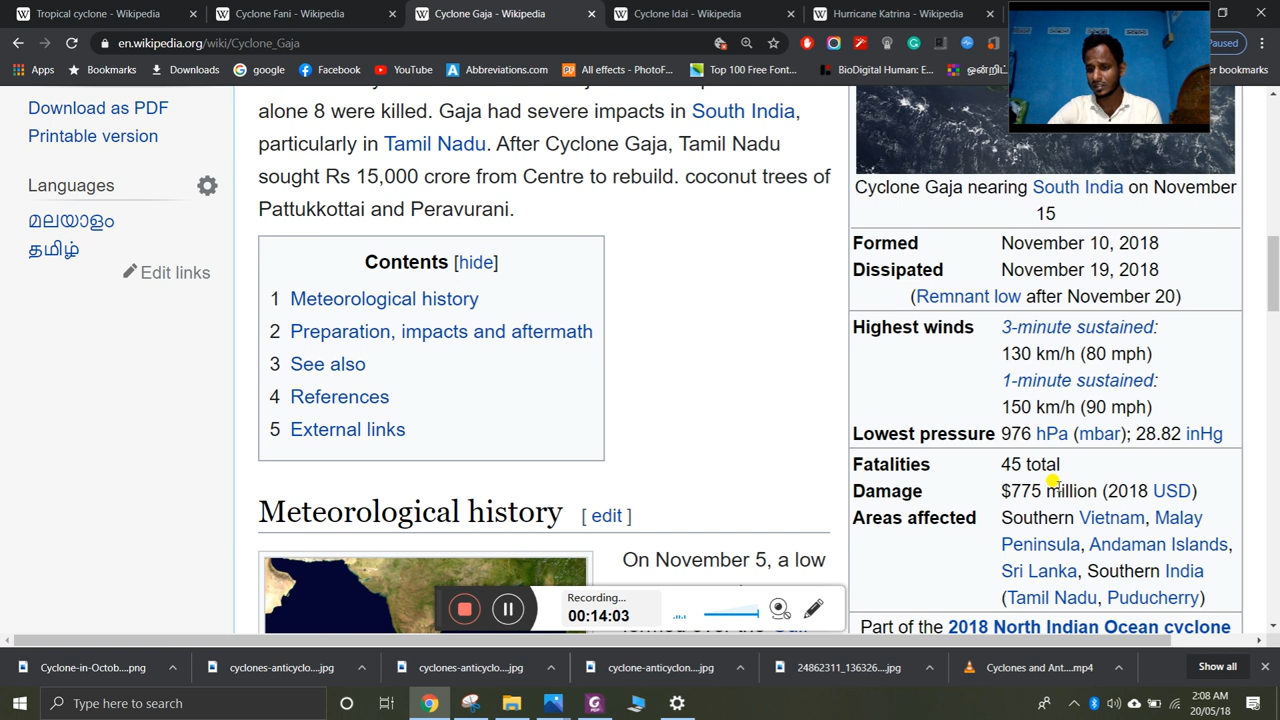 Tropical cyclone - Wikipedia
Cyclone Fani - Wikipedia
Cyclone Gaja - Wikipedia
Cyclone Idai - Wikipedia
Hurricane Katrina - Wikipedia
en.wikipedia.org/wiki/Cyclone_Gaja
Paused
Apps
Bookmarks
Downloads
google
Facebook
YouTube
Abbreviations.com
All effects - PhotoF...
Top 100 Free Font...
BioDigital Human: E...
ஒன்றிட்...
er bookmarks
Download as PDF
Printable version
Languages
മലയാളം
தமிழ்
Edit links
alone 8 were killed. Gaja had severe impacts in South India,
particularly in Tamil Nadu. After Cyclone Gaja, Tamil Nadu
sought Rs 15,000 crore from Centre to rebuild. coconut trees of
Pattukkottai and Peravurani.
Contents [hide]
1 Meteorological history
2 Preparation, impacts and aftermath
3 See also
4 References
5 External links
Meteorological history [ edit ]
On November 5, a low
Cyclone Gaja nearing South India on November
15
Formed November 10, 2018
Dissipated November 19, 2018
(Remnant low after November 20)
Highest winds 3-minute sustained:
130 km/h (80 mph)
1-minute sustained:
150 km/h (90 mph)
Lowest pressure 976 hPa (mbar); 28.82 inHg
Fatalities 45 total
Damage $775 million (2018 USD)
Areas affected Southern Vietnam, Malay
Peninsula, Andaman Islands,
Sri Lanka, Southern India
(Tamil Nadu, Puducherry)
Part of the 2018 North Indian Ocean cyclone
Recording...
00:14:03
Cyclone-in-Octob....png
cyclones-anticyclo....jpg
cyclones-anticyclo....jpg
cyclone-anticyclon....jpg
24862311_136326....jpg
Cyclones and Ant....mp4
Show all
Type here to search
2:08 AM
20/05/18